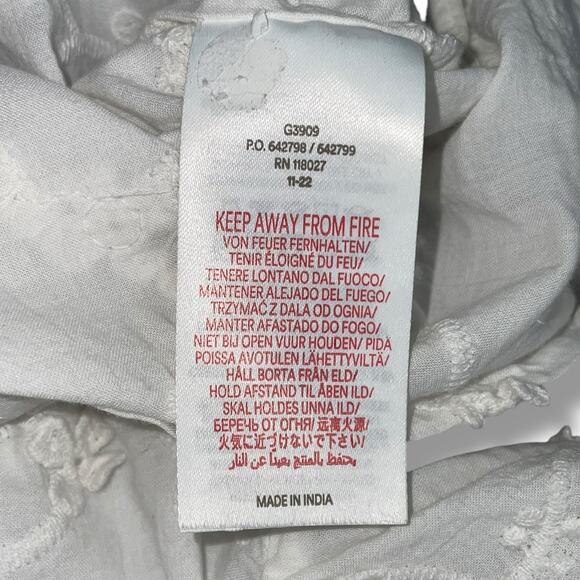 G3909
P.O. 642798 / 642799
RN 118027
11-22
KEEP AWAY FROM FIRE
VON FEUER FERNHALTEN/
TENIR ÉLOIGNÉ DU FEU/
TENERE LONTANO DAL FUOCO/
MANTENER ALEJADO DEL FUEGO/
TRZYMAĆ Z DALA OD OGNIA/
MANTER AFASTADO DO FOGO/
NIET BIJ OPEN VUUR HOUDEN/ PIDÄ
POISSA AVOTULEN LÄHETTYVILTÄ/
HÅLL BORTA FRÅN ELD/
HOLD AFSTAND TIL ÅBEN ILD/
SKAL HOLDES UNNA ILD/
БЕРЕЧЬ ОТ ОГНЯ/ 远离火源/
火気に近づけないで下さい/
يحتفظ بالمنتج بعيدًا عن النار
MADE IN INDIA